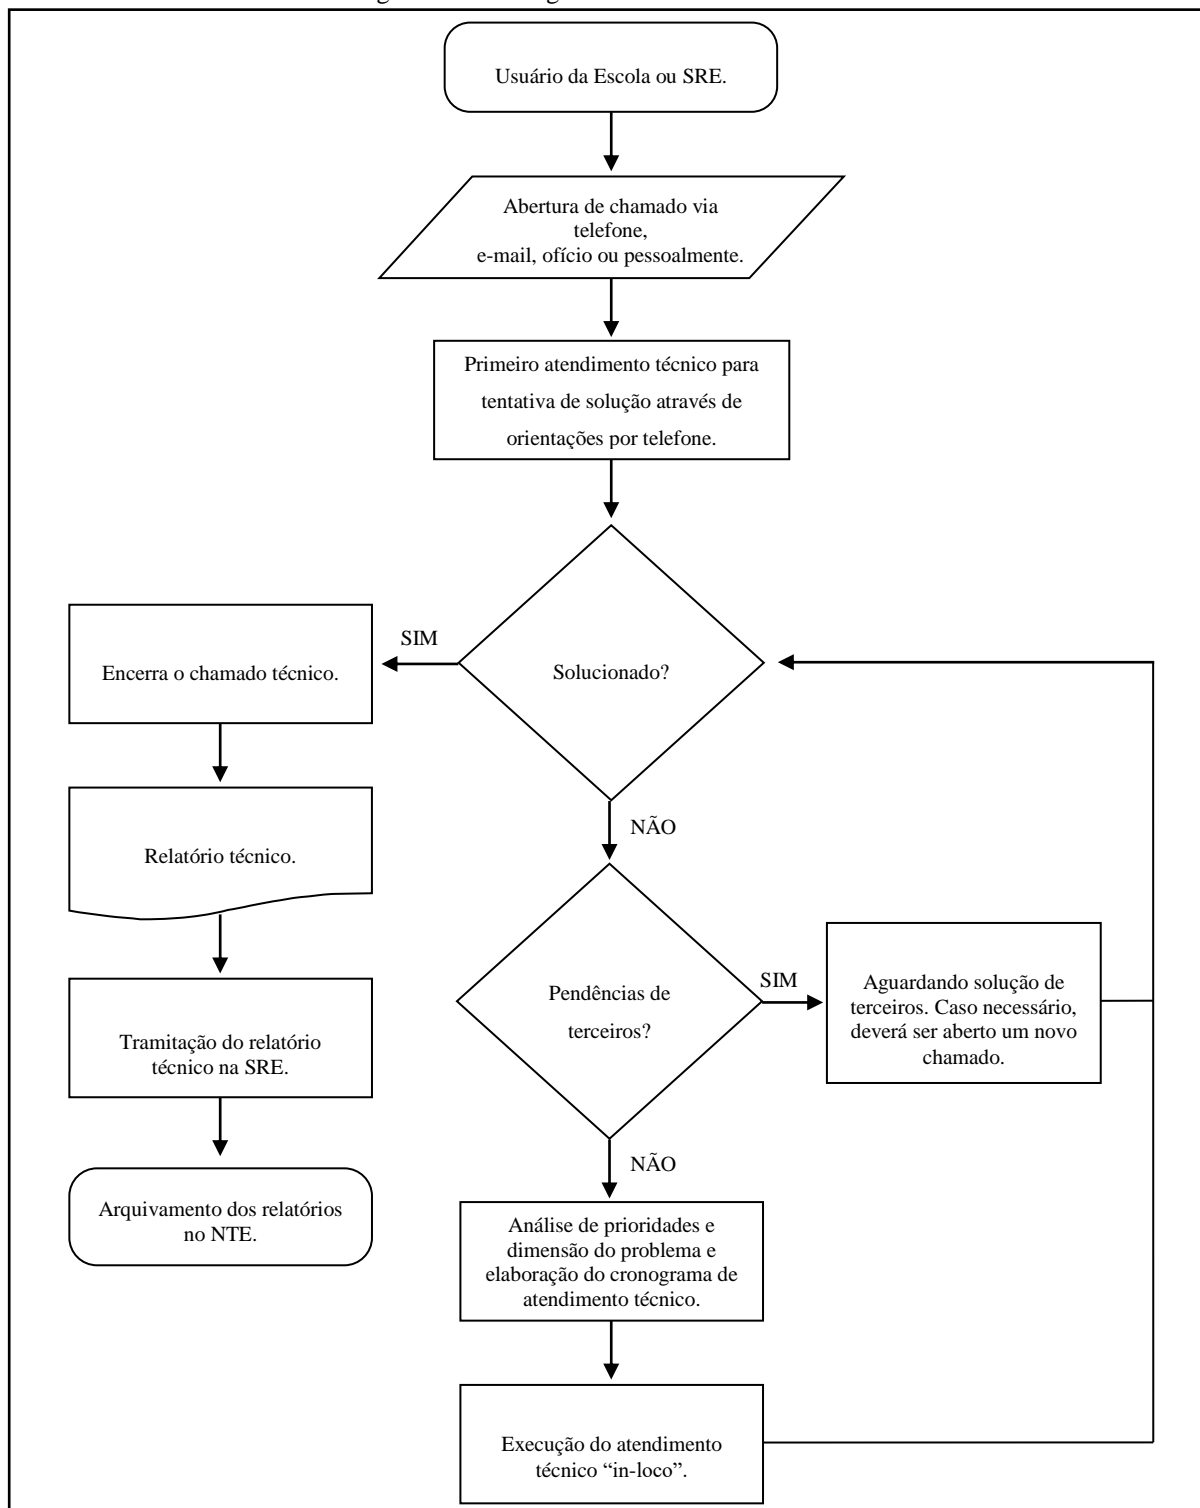 Usuário da Escola ou SRE.
Abertura de chamado via
telefone,
e-mail, ofício ou pessoalmente.
Primeiro atendimento técnico para
tentativa de solução através de
orientações por telefone.
Solucionado?
SIM
Encerra o chamado técnico.
Relatório técnico.
Tramitação do relatório
técnico na SRE.
Arquivamento dos relatórios
no NTE.
NÃO
Pendências de
terceiros?
SIM
Aguardando solução de
terceiros. Caso necessário,
deverá ser aberto um novo
chamado.
NÃO
Análise de prioridades e
dimensão do problema e
elaboração do cronograma de
atendimento técnico.
Execução do atendimento
técnico “in-loco”.